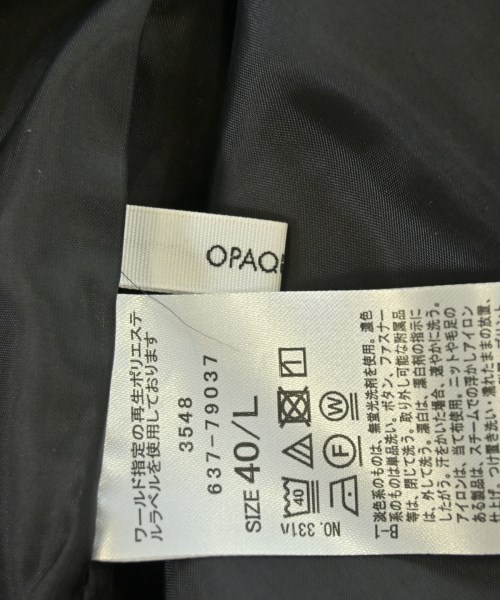 OPAQ
ワールド指定の再生ポリエステ
ルラベルを使用しております
3548
637-79037
SIZE 40/L
40
F W
NO. 331n
淡色系のものは、無蛍光洗剤を使用。濃色
系のものは単品洗い。ボタン、ファスナー
等は、閉じて洗う。取り外し可能な附属品
は、外して洗う。漂白は、漂白剤の指示に
したがう。汗をかいた場合、速やかに洗う。
アイロンは、当て布使用。ニットや毛足の
ある製品は、スチームでの浮かしアイロン
仕上げ。つけ置き洗い、濡れたままの放置、